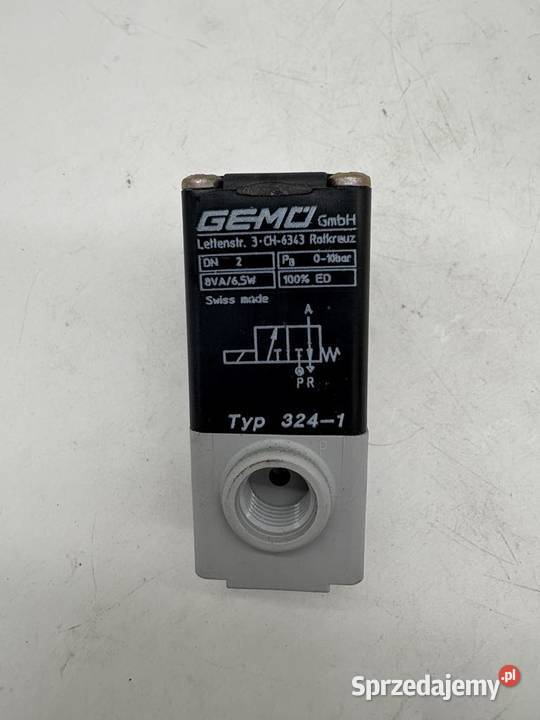 GEMÜ GmbH
Lettenstr. 3·CH-6343 Rotkreuz
DN 2 PB 0-10bar
8VA/6,5W 100% ED
Swiss made
A
T T
P R
Typ 324-1
P
Sprzedajemy.pl